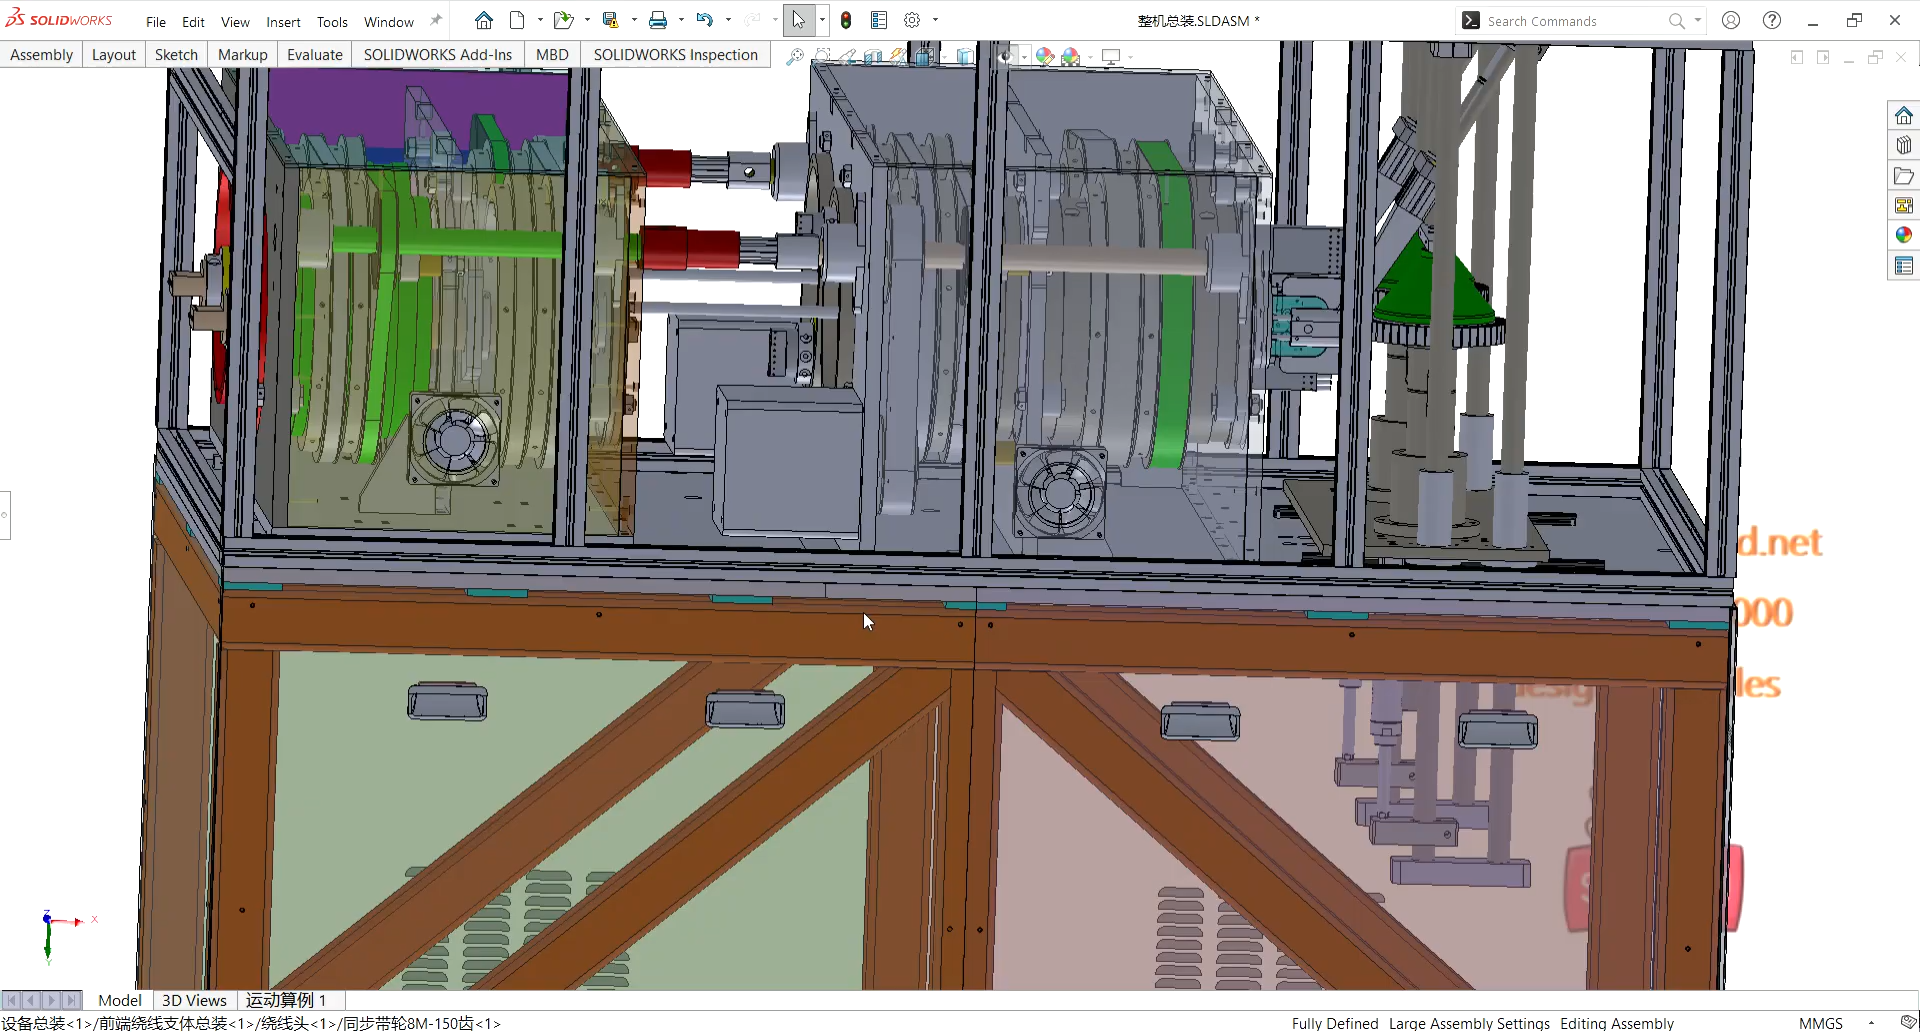 SOLIDWORKS File Edit View Insert Tools Window 整机总装.SLDASM * Search Commands
Assembly Layout Sketch Markup Evaluate SOLIDWORKS Add-Ins MBD SOLIDWORKS Inspection
d.net
000
design les
Z X
Y
Model 3D Views 运动算例 1
设备总装<1>/前端绕线支体总装<1>/绕线头<1>/同步带轮8M-150齿<1> Fully Defined Large Assembly Settings Editing Assembly MMGS